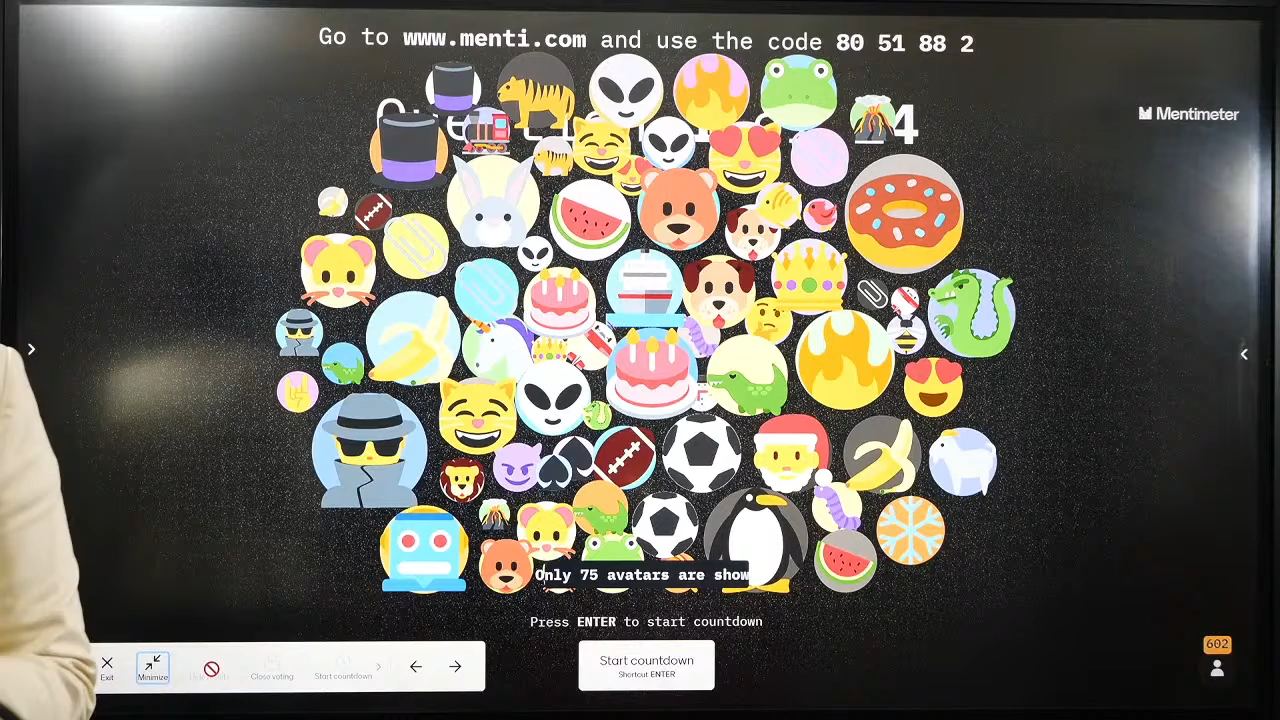 Go to www.menti.com and use the code 80 51 88 2
4
Mentimeter
Only 75 avatars are show
Press ENTER to start countdown
Exit
Minimize
Close voting
Start countdown
Start countdown
Shortcut ENTER
602